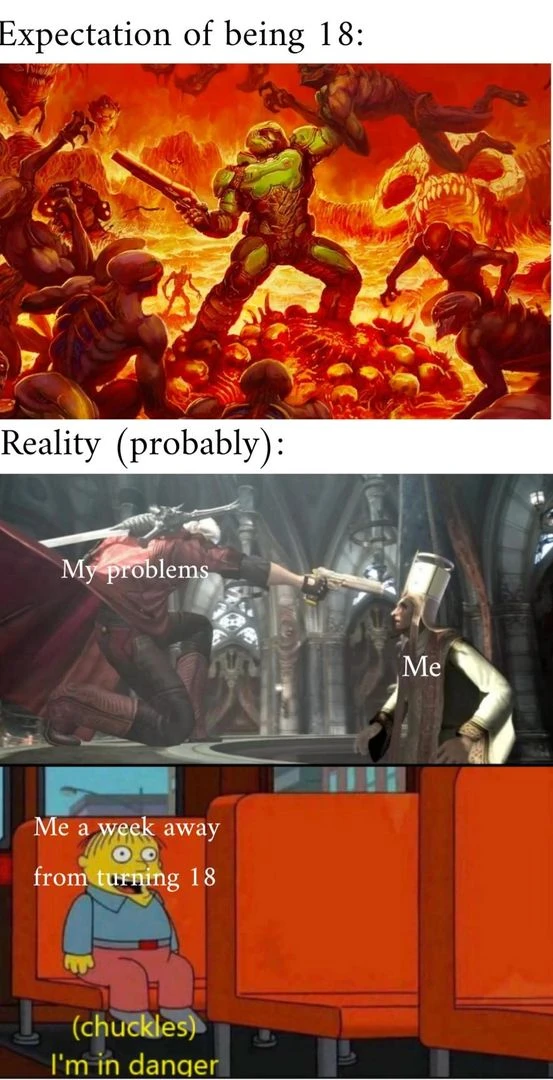 Expectation of being 18:
Reality (probably):
My problems
Me
Me a week away
from turning 18
(chuckles)
I'm in danger